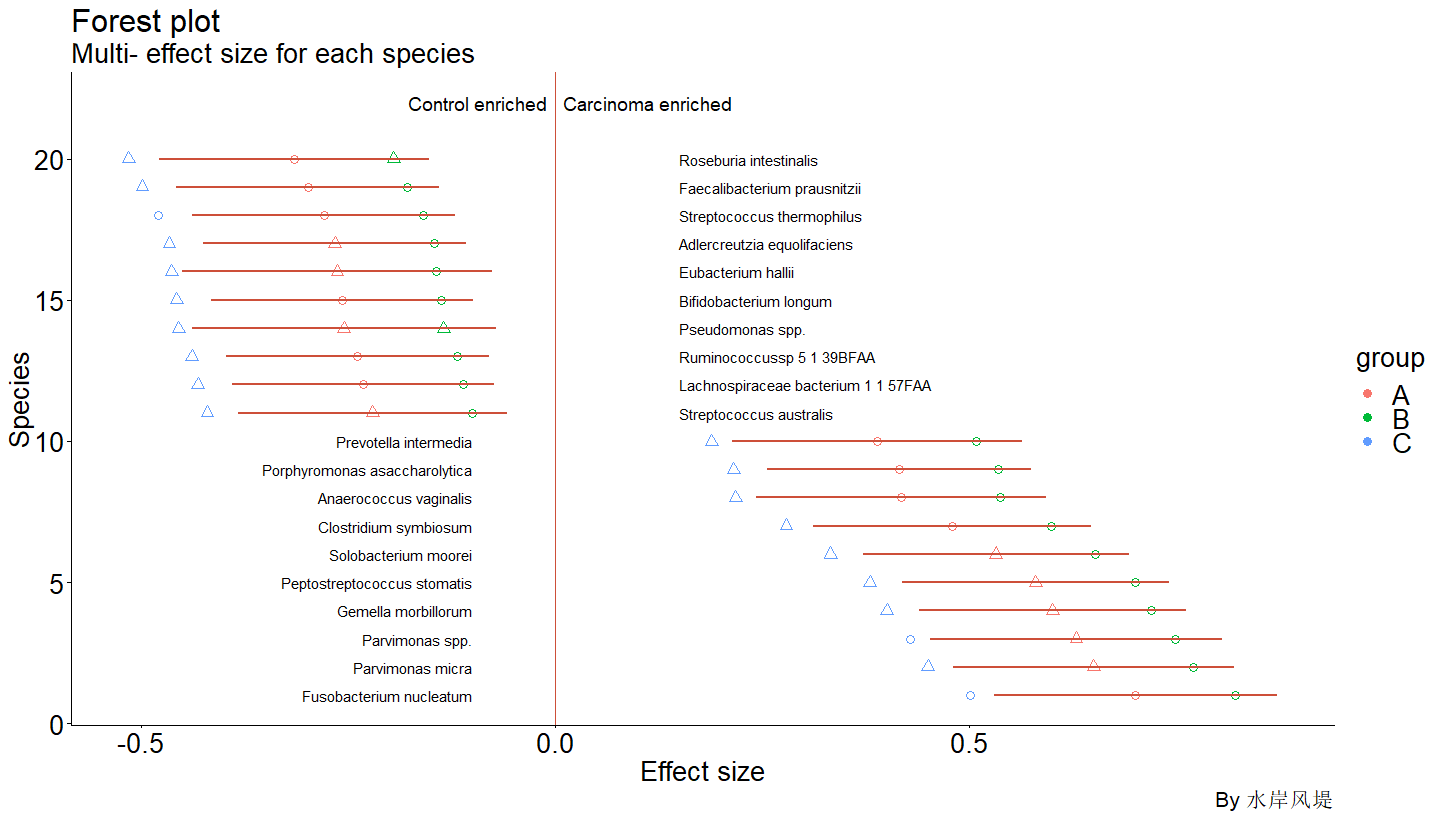 Forest plot
Multi- effect size for each species
Control enriched
Carcinoma enriched
20
Roseburia intestinalis
Faecalibacterium prausnitzii
Streptococcus thermophilus
Adlercreutzia equolifaciens
Eubacterium hallii
15
Bifidobacterium longum
Pseudomonas spp.
Ruminococcussp 5 1 39BFAA
Lachnospiraceae bacterium 1 1 57FAA
Streptococcus australis
Species
10
Prevotella intermedia
Porphyromonas asaccharolytica
Anaerococcus vaginalis
Clostridium symbiosum
Solobacterium moorei
5
Peptostreptococcus stomatis
Gemella morbillorum
Parvimonas spp.
Parvimonas micra
Fusobacterium nucleatum
0
-0.5
0.0
0.5
Effect size
group
A
B
C
By 水岸风堤